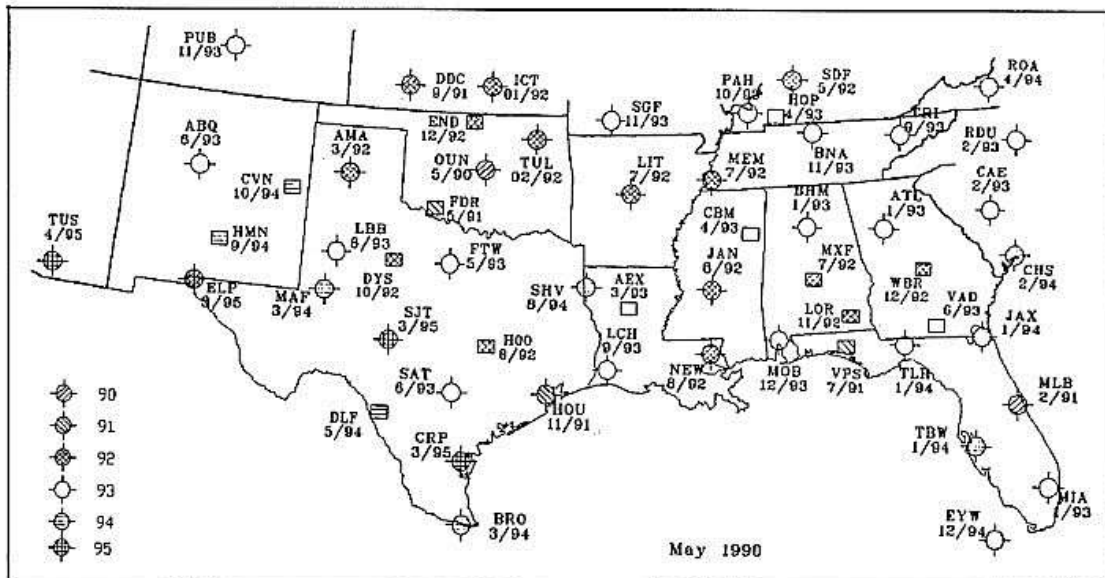 PUB
11/93
DDC
9/91
ICT
01/92
SGF
11/93
PAH
10/93
SDF
5/92
HOP
4/93
ROA
4/94
ABQ
6/93
AMA
3/92
END
12/92
OUN
5/90
TUL
02/92
LIT
7/92
MEM
7/92
BNA
11/93
TRI
9/93
RDU
2/93
CVN
10/94
FDR
5/91
CAE
2/93
BHM
1/93
ATL
1/93
CBM
4/93
TUS
4/95
HMN
9/94
LBB
8/93
FTW
5/93
DYS
10/92
JAN
6/92
MXF
7/92
WBR
12/92
CHS
2/94
ELP
MAF
3/94
SHV
8/94
AEX
3/93
LOR
11/92
VAD
6/93
JAX
1/94
SJT
3/95
HOO
8/92
LCH
9/93
NEW
8/92
MOB
12/93
VPS
7/91
TLH
1/94
SAT
6/93
HOU
11/91
MLB
2/91
DLF
5/94
CRP
3/95
TBW
1/94
BRO
3/94
MIA
1/93
EYW
12/94
90
91
92
93
94
95
May 1990